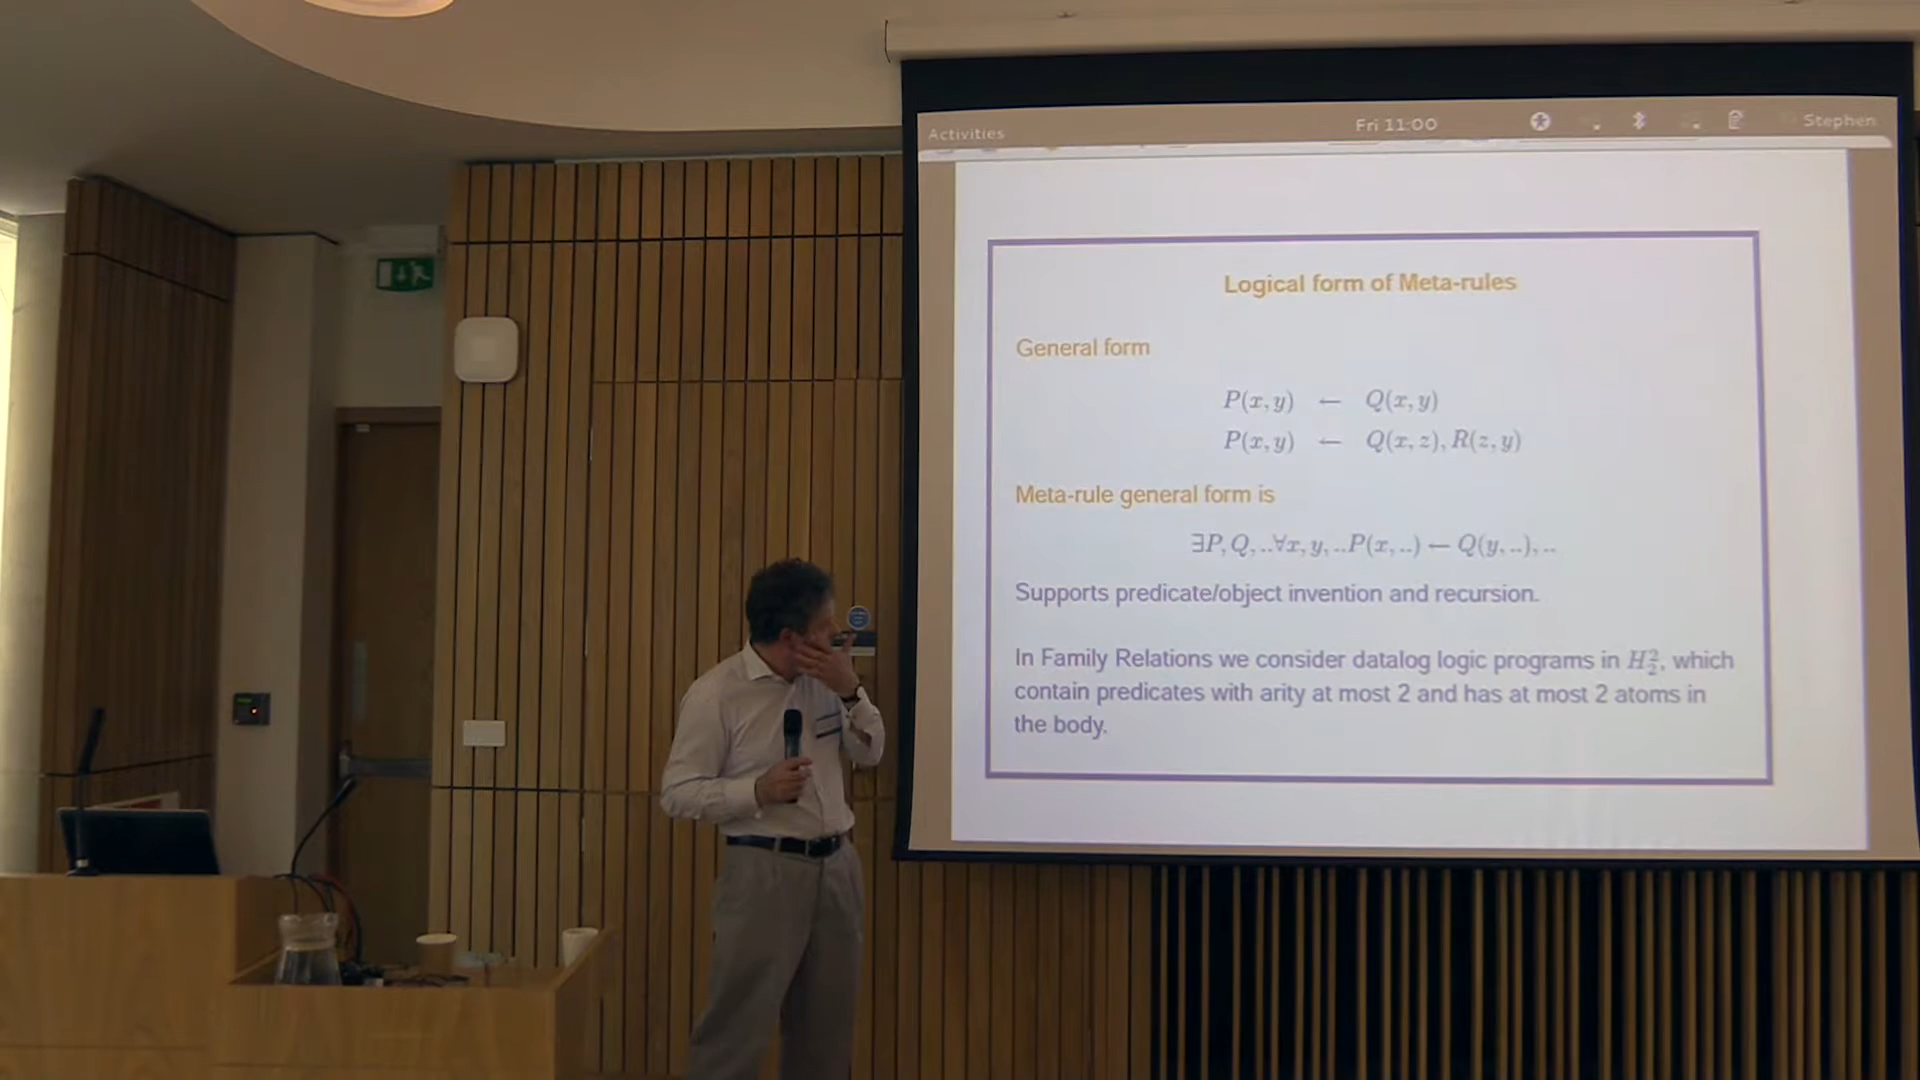 Activities Fri 11:00 Stephen
Logical form of Meta-rules
General form
P(x, y) ← Q(x, y)
P(x, y) ← Q(x, z), R(z, y)
Meta-rule general form is
∃P, Q, ..∀x, y, ..P(x, ..) ← Q(y, ..), ..
Supports predicate/object invention and recursion.
In Family Relations we consider datalog logic programs in H²₂, which
contain predicates with arity at most 2 and has at most 2 atoms in
the body.